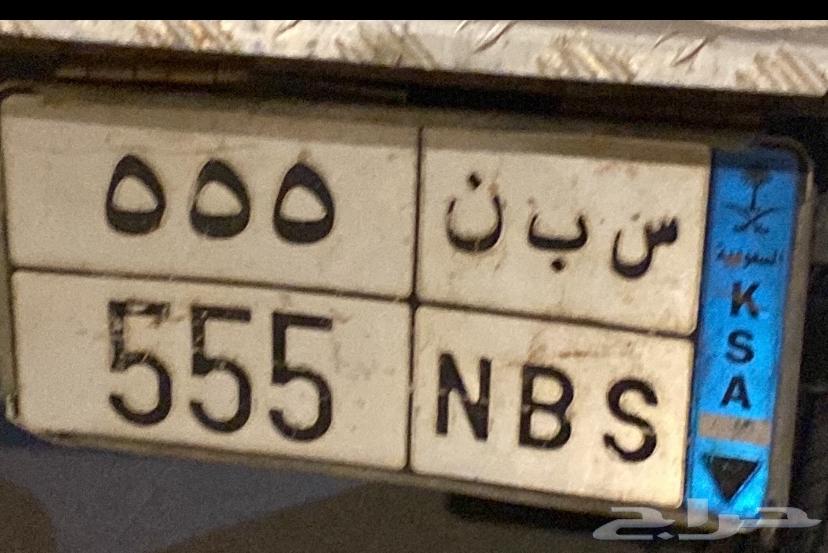 ٥٥٥
س ب ن
555
NBS
السعودية
KSA
حراج